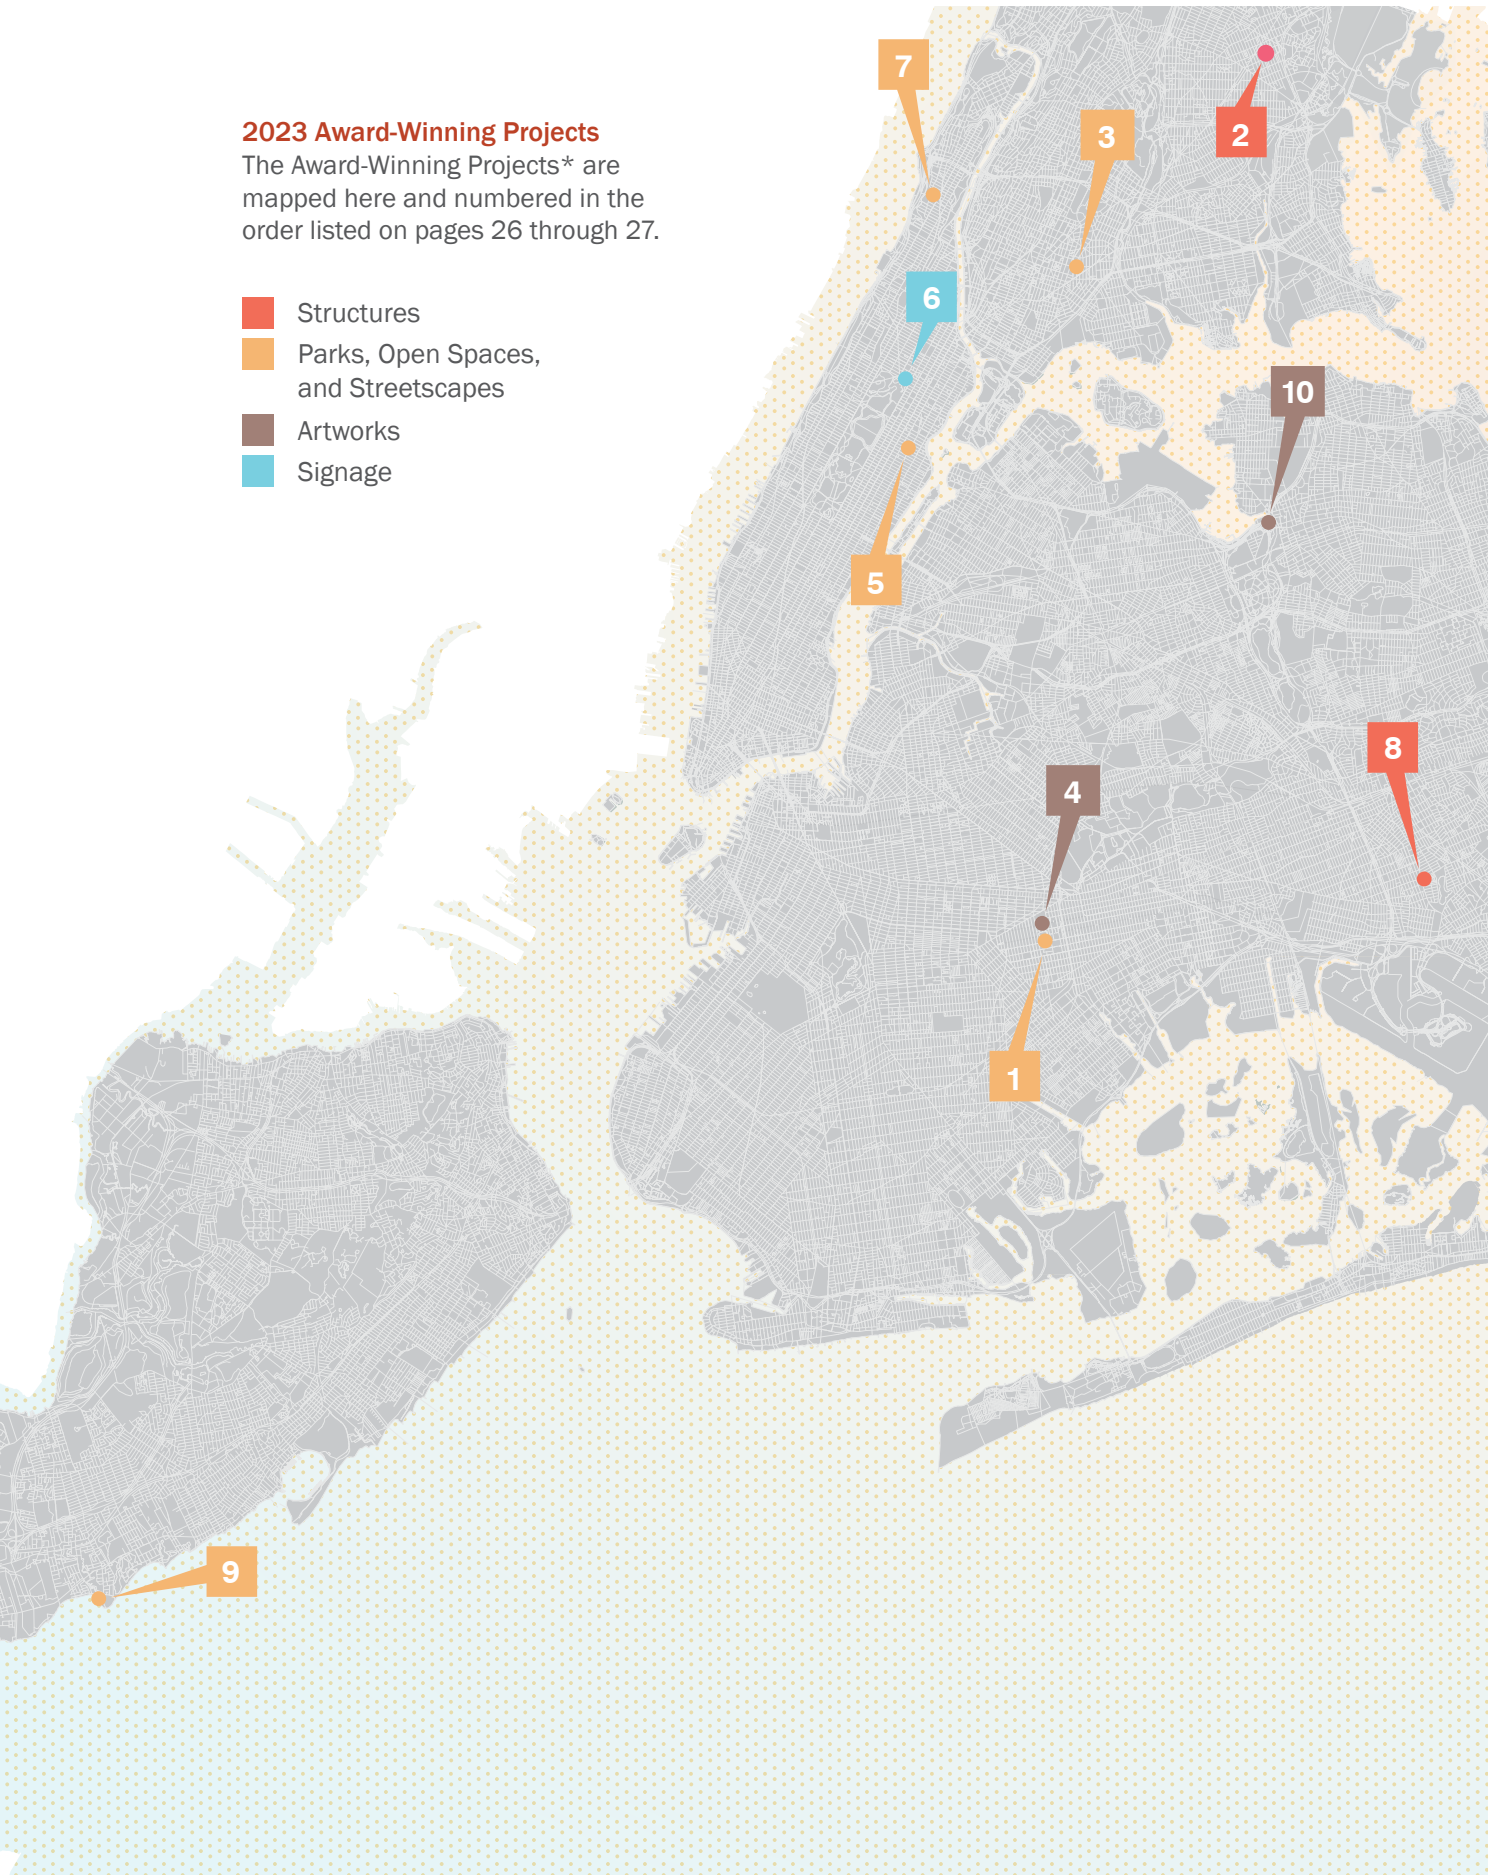 2023 Award-Winning Projects
The Award-Winning Projects* are
mapped here and numbered in the
order listed on pages 26 through 27.
Structures
Parks, Open Spaces,
and Streetscapes
Artworks
Signage
7
3
2
6
10
5
8
4
1
9